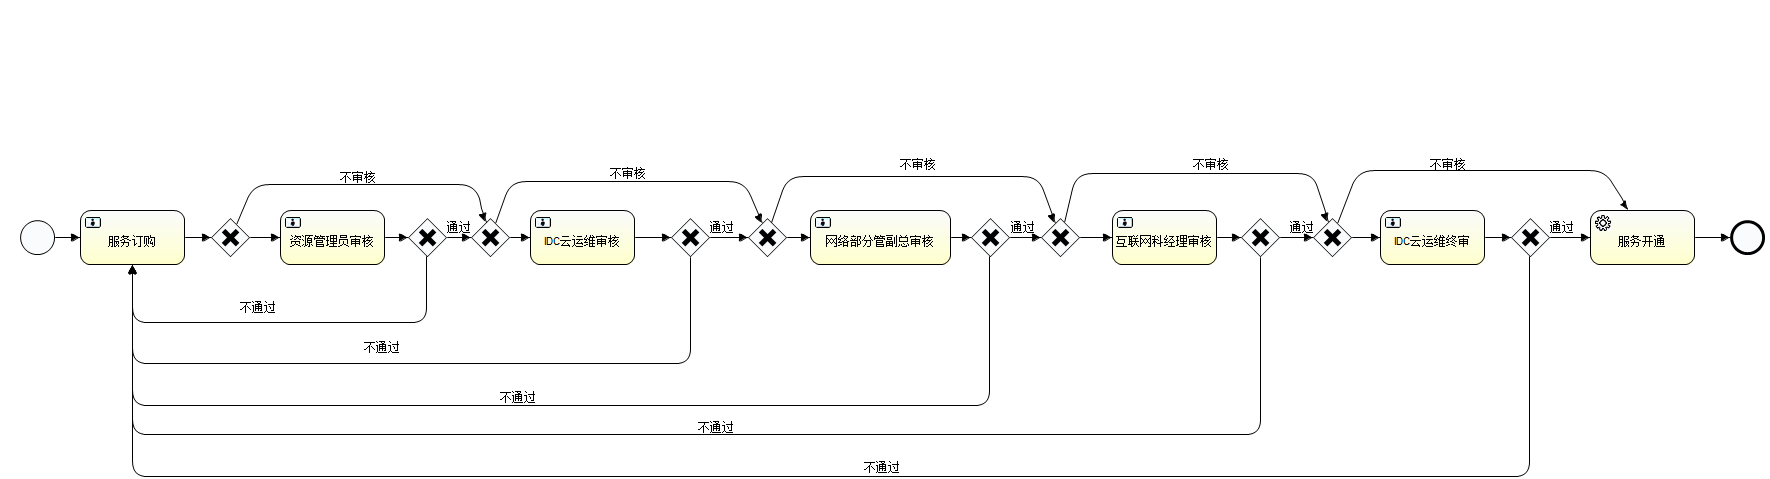 不审核
不审核
不审核
不审核
不审核
服务订购
资源管理员审核
通过
IDC云运维审核
通过
网络部分管副总审核
通过
互联网科经理审核
通过
IDC云运维终审
通过
服务开通
不通过
不通过
不通过
不通过
不通过